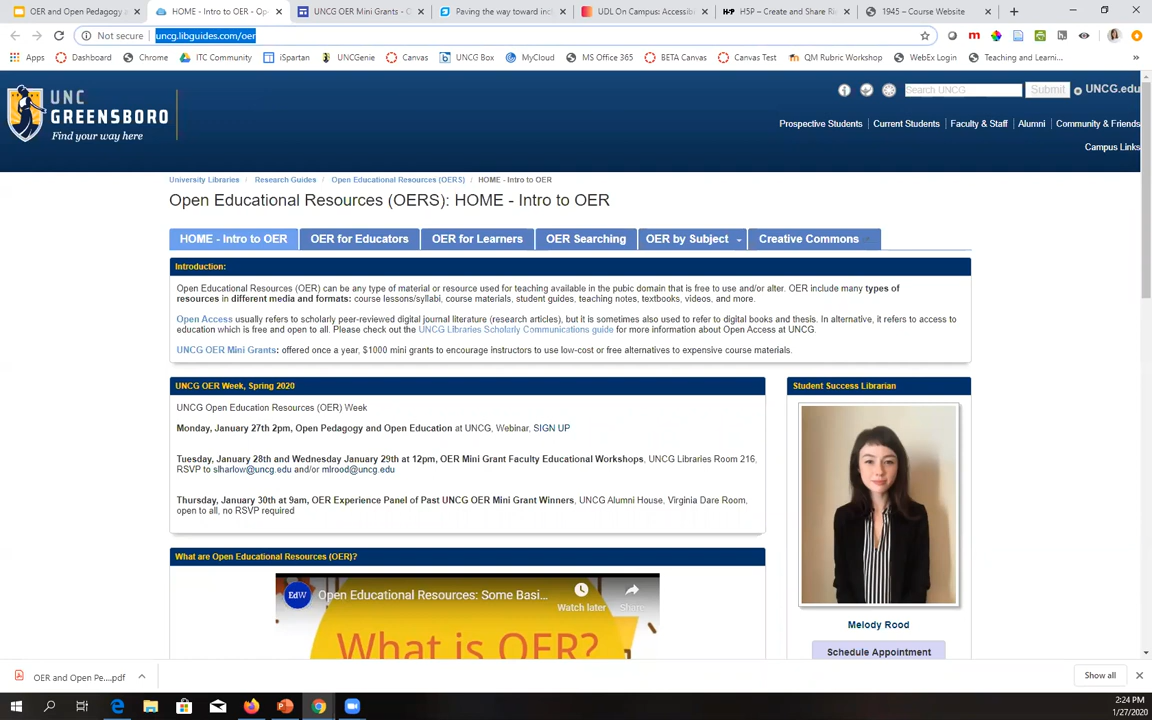 OER and Open Pedagogy a
HOME - Intro to OER - Op
UNCG OER Mini Grants - O
Paving the way toward inc
UDL On Campus: Accessib
H5P – Create and Share Ri
1945 – Course Website
Not secure
uncg.libguides.com/oer
Apps
Dashboard
Chrome
ITC Community
iSpartan
UNCGenie
Canvas
UNCG Box
MyCloud
MS Office 365
BETA Canvas
Canvas Test
QM Rubric Workshop
WebEx Login
Teaching and Learni...
UNC
GREENSBORO
Find your way here
Search UNCG
Submit
UNCG.edu
Prospective Students
Current Students
Faculty & Staff
Alumni
Community & Friends
Campus Links
University Libraries / Research Guides / Open Educational Resources (OERS) / HOME - Intro to OER
Open Educational Resources (OERS): HOME - Intro to OER
HOME - Intro to OER
OER for Educators
OER for Learners
OER Searching
OER by Subject
Creative Commons
Introduction:
Open Educational Resources (OER) can be any type of material or resource used for teaching available in the pubic domain that is free to use and/or alter. OER include many types of
resources in different media and formats: course lessons/syllabi, course materials, student guides, teaching notes, textbooks, videos, and more.
Open Access usually refers to scholarly peer-reviewed digital journal literature (research articles), but it is sometimes also used to refer to digital books and thesis. In alternative, it refers to access to
education which is free and open to all. Please check out the UNCG Libraries Scholarly Communications guide for more information about Open Access at UNCG.
UNCG OER Mini Grants: offered once a year, $1000 mini grants to encourage instructors to use low-cost or free alternatives to expensive course materials.
UNCG OER Week, Spring 2020
UNCG Open Education Resources (OER) Week
Monday, January 27th 2pm, Open Pedagogy and Open Education at UNCG, Webinar, SIGN UP
Tuesday, January 28th and Wednesday January 29th at 12pm, OER Mini Grant Faculty Educational Workshops, UNCG Libraries Room 216,
RSVP to slharlow@uncg.edu and/or mlrood@uncg.edu
Thursday, January 30th at 9am, OER Experience Panel of Past UNCG OER Mini Grant Winners, UNCG Alumni House, Virginia Dare Room,
open to all, no RSVP required
Student Success Librarian
Melody Rood
Schedule Appointment
What are Open Educational Resources (OER)?
EdW
Open Educational Resources: Some Basi...
Watch later
Share
What is OER?
OER and Open Pe....pdf
Show all
2:24 PM
1/27/2020